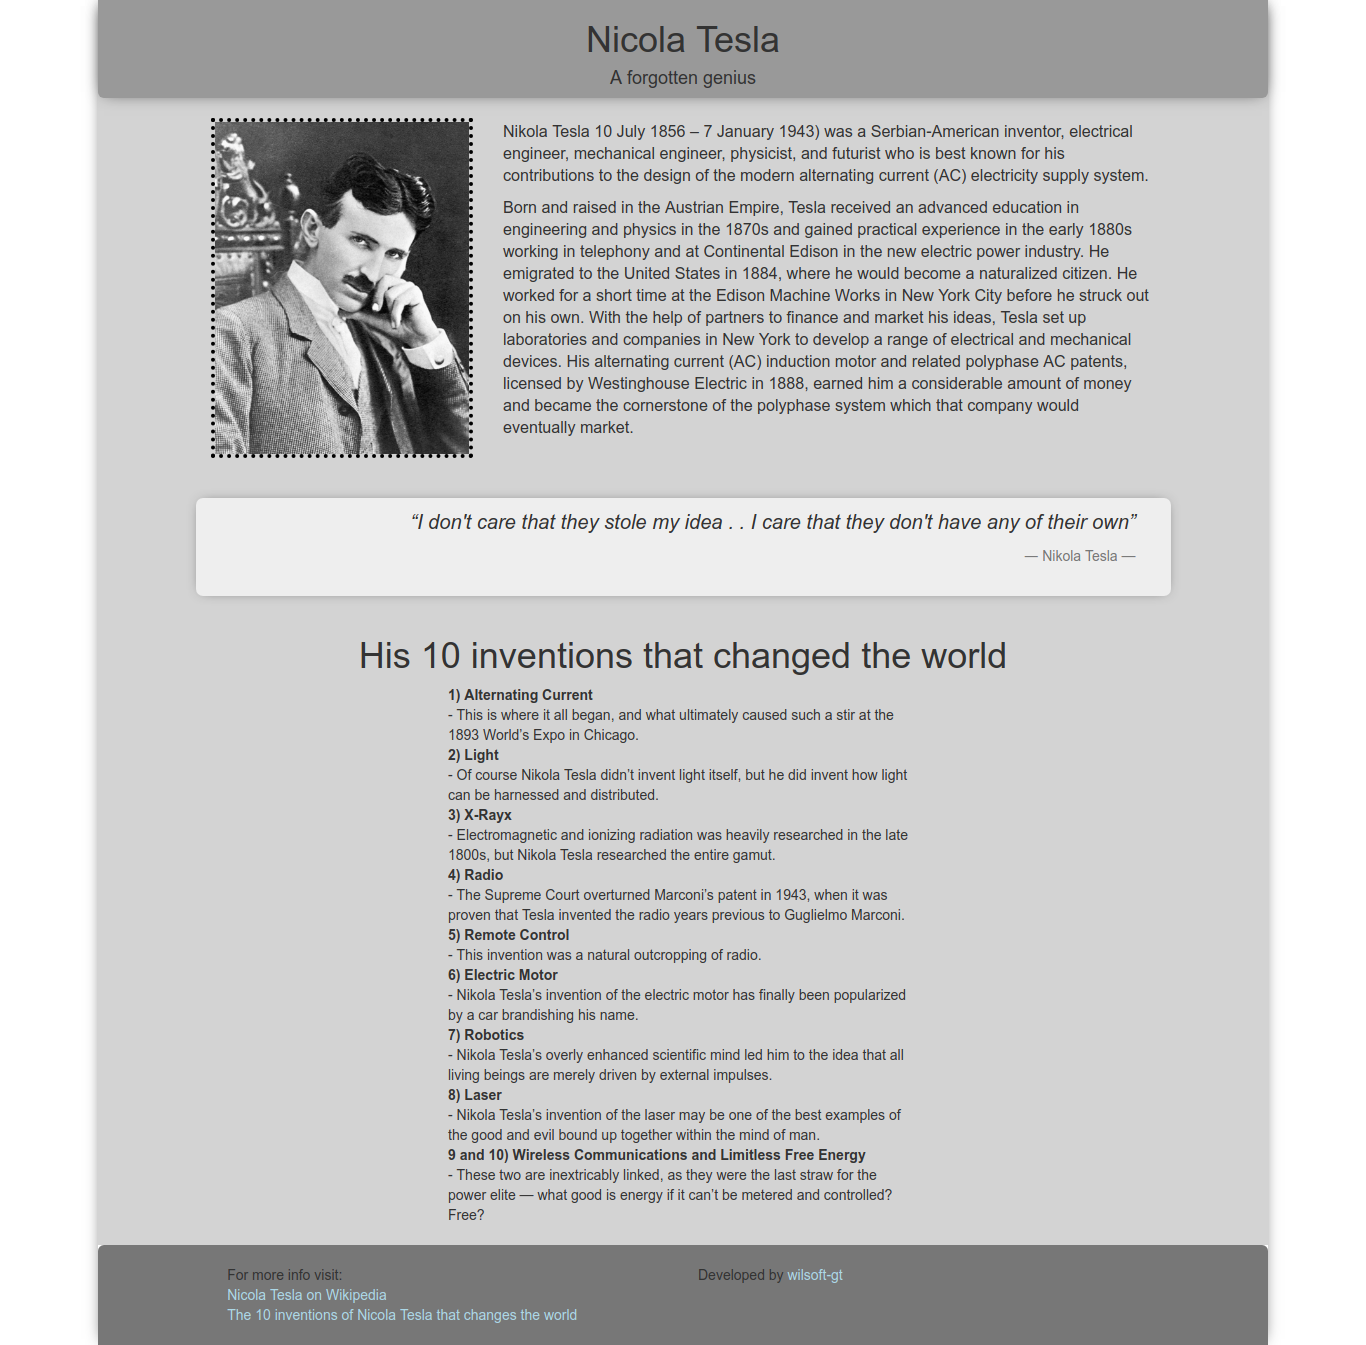 Nicola Tesla
A forgotten genius
Nikola Tesla 10 July 1856 – 7 January 1943) was a Serbian-American inventor, electrical
engineer, mechanical engineer, physicist, and futurist who is best known for his
contributions to the design of the modern alternating current (AC) electricity supply system.
Born and raised in the Austrian Empire, Tesla received an advanced education in
engineering and physics in the 1870s and gained practical experience in the early 1880s
working in telephony and at Continental Edison in the new electric power industry. He
emigrated to the United States in 1884, where he would become a naturalized citizen. He
worked for a short time at the Edison Machine Works in New York City before he struck out
on his own. With the help of partners to finance and market his ideas, Tesla set up
laboratories and companies in New York to develop a range of electrical and mechanical
devices. His alternating current (AC) induction motor and related polyphase AC patents,
licensed by Westinghouse Electric in 1888, earned him a considerable amount of money
and became the cornerstone of the polyphase system which that company would
eventually market.
“I don't care that they stole my idea . . I care that they don't have any of their own”
— Nikola Tesla —
His 10 inventions that changed the world
1) Alternating Current
- This is where it all began, and what ultimately caused such a stir at the
1893 World’s Expo in Chicago.
2) Light
- Of course Nikola Tesla didn’t invent light itself, but he did invent how light
can be harnessed and distributed.
3) X-Rayx
- Electromagnetic and ionizing radiation was heavily researched in the late
1800s, but Nikola Tesla researched the entire gamut.
4) Radio
- The Supreme Court overturned Marconi’s patent in 1943, when it was
proven that Tesla invented the radio years previous to Guglielmo Marconi.
5) Remote Control
- This invention was a natural outcropping of radio.
6) Electric Motor
- Nikola Tesla’s invention of the electric motor has finally been popularized
by a car brandishing his name.
7) Robotics
- Nikola Tesla’s overly enhanced scientific mind led him to the idea that all
living beings are merely driven by external impulses.
8) Laser
- Nikola Tesla’s invention of the laser may be one of the best examples of
the good and evil bound up together within the mind of man.
9 and 10) Wireless Communications and Limitless Free Energy
- These two are inextricably linked, as they were the last straw for the
power elite — what good is energy if it can’t be metered and controlled?
Free?
For more info visit:
Nicola Tesla on Wikipedia
The 10 inventions of Nicola Tesla that changes the world
Developed by wilsoft-gt